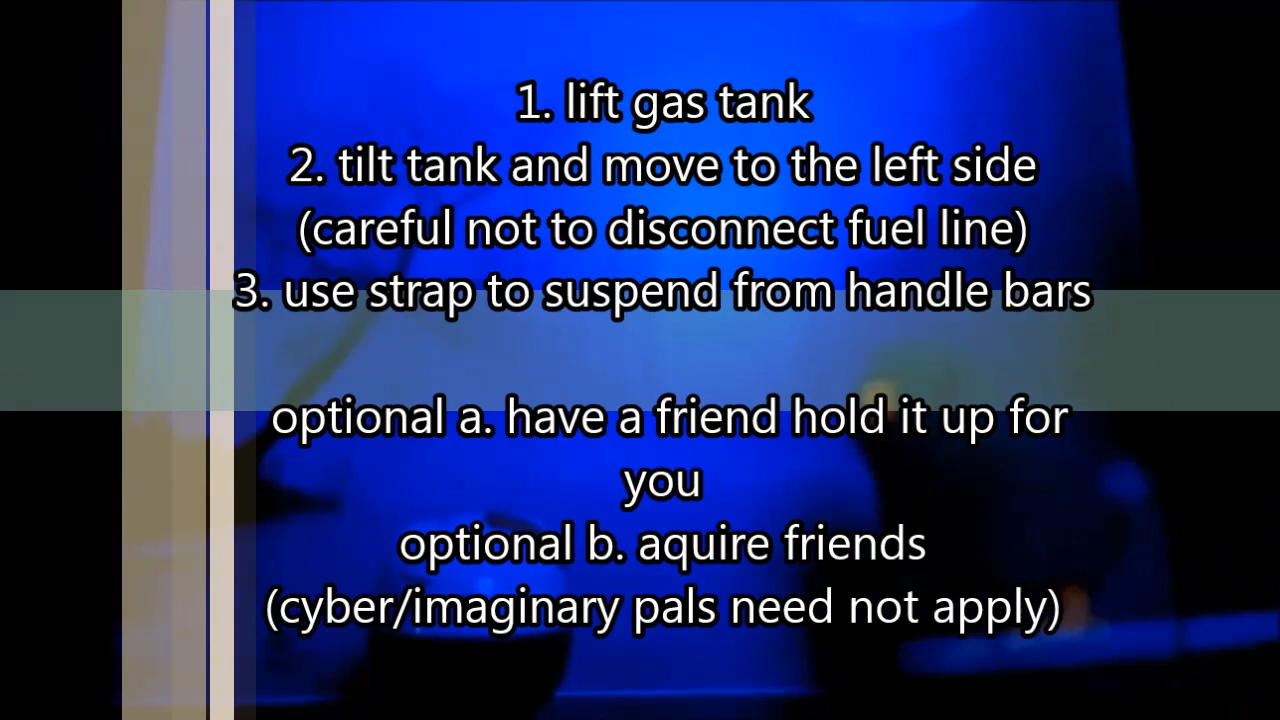 1. lift gas tank
2. tilt tank and move to the left side
(careful not to disconnect fuel line)
3. use strap to suspend from handle bars
optional a. have a friend hold it up for
you
optional b. aquire friends
(cyber/imaginary pals need not apply)